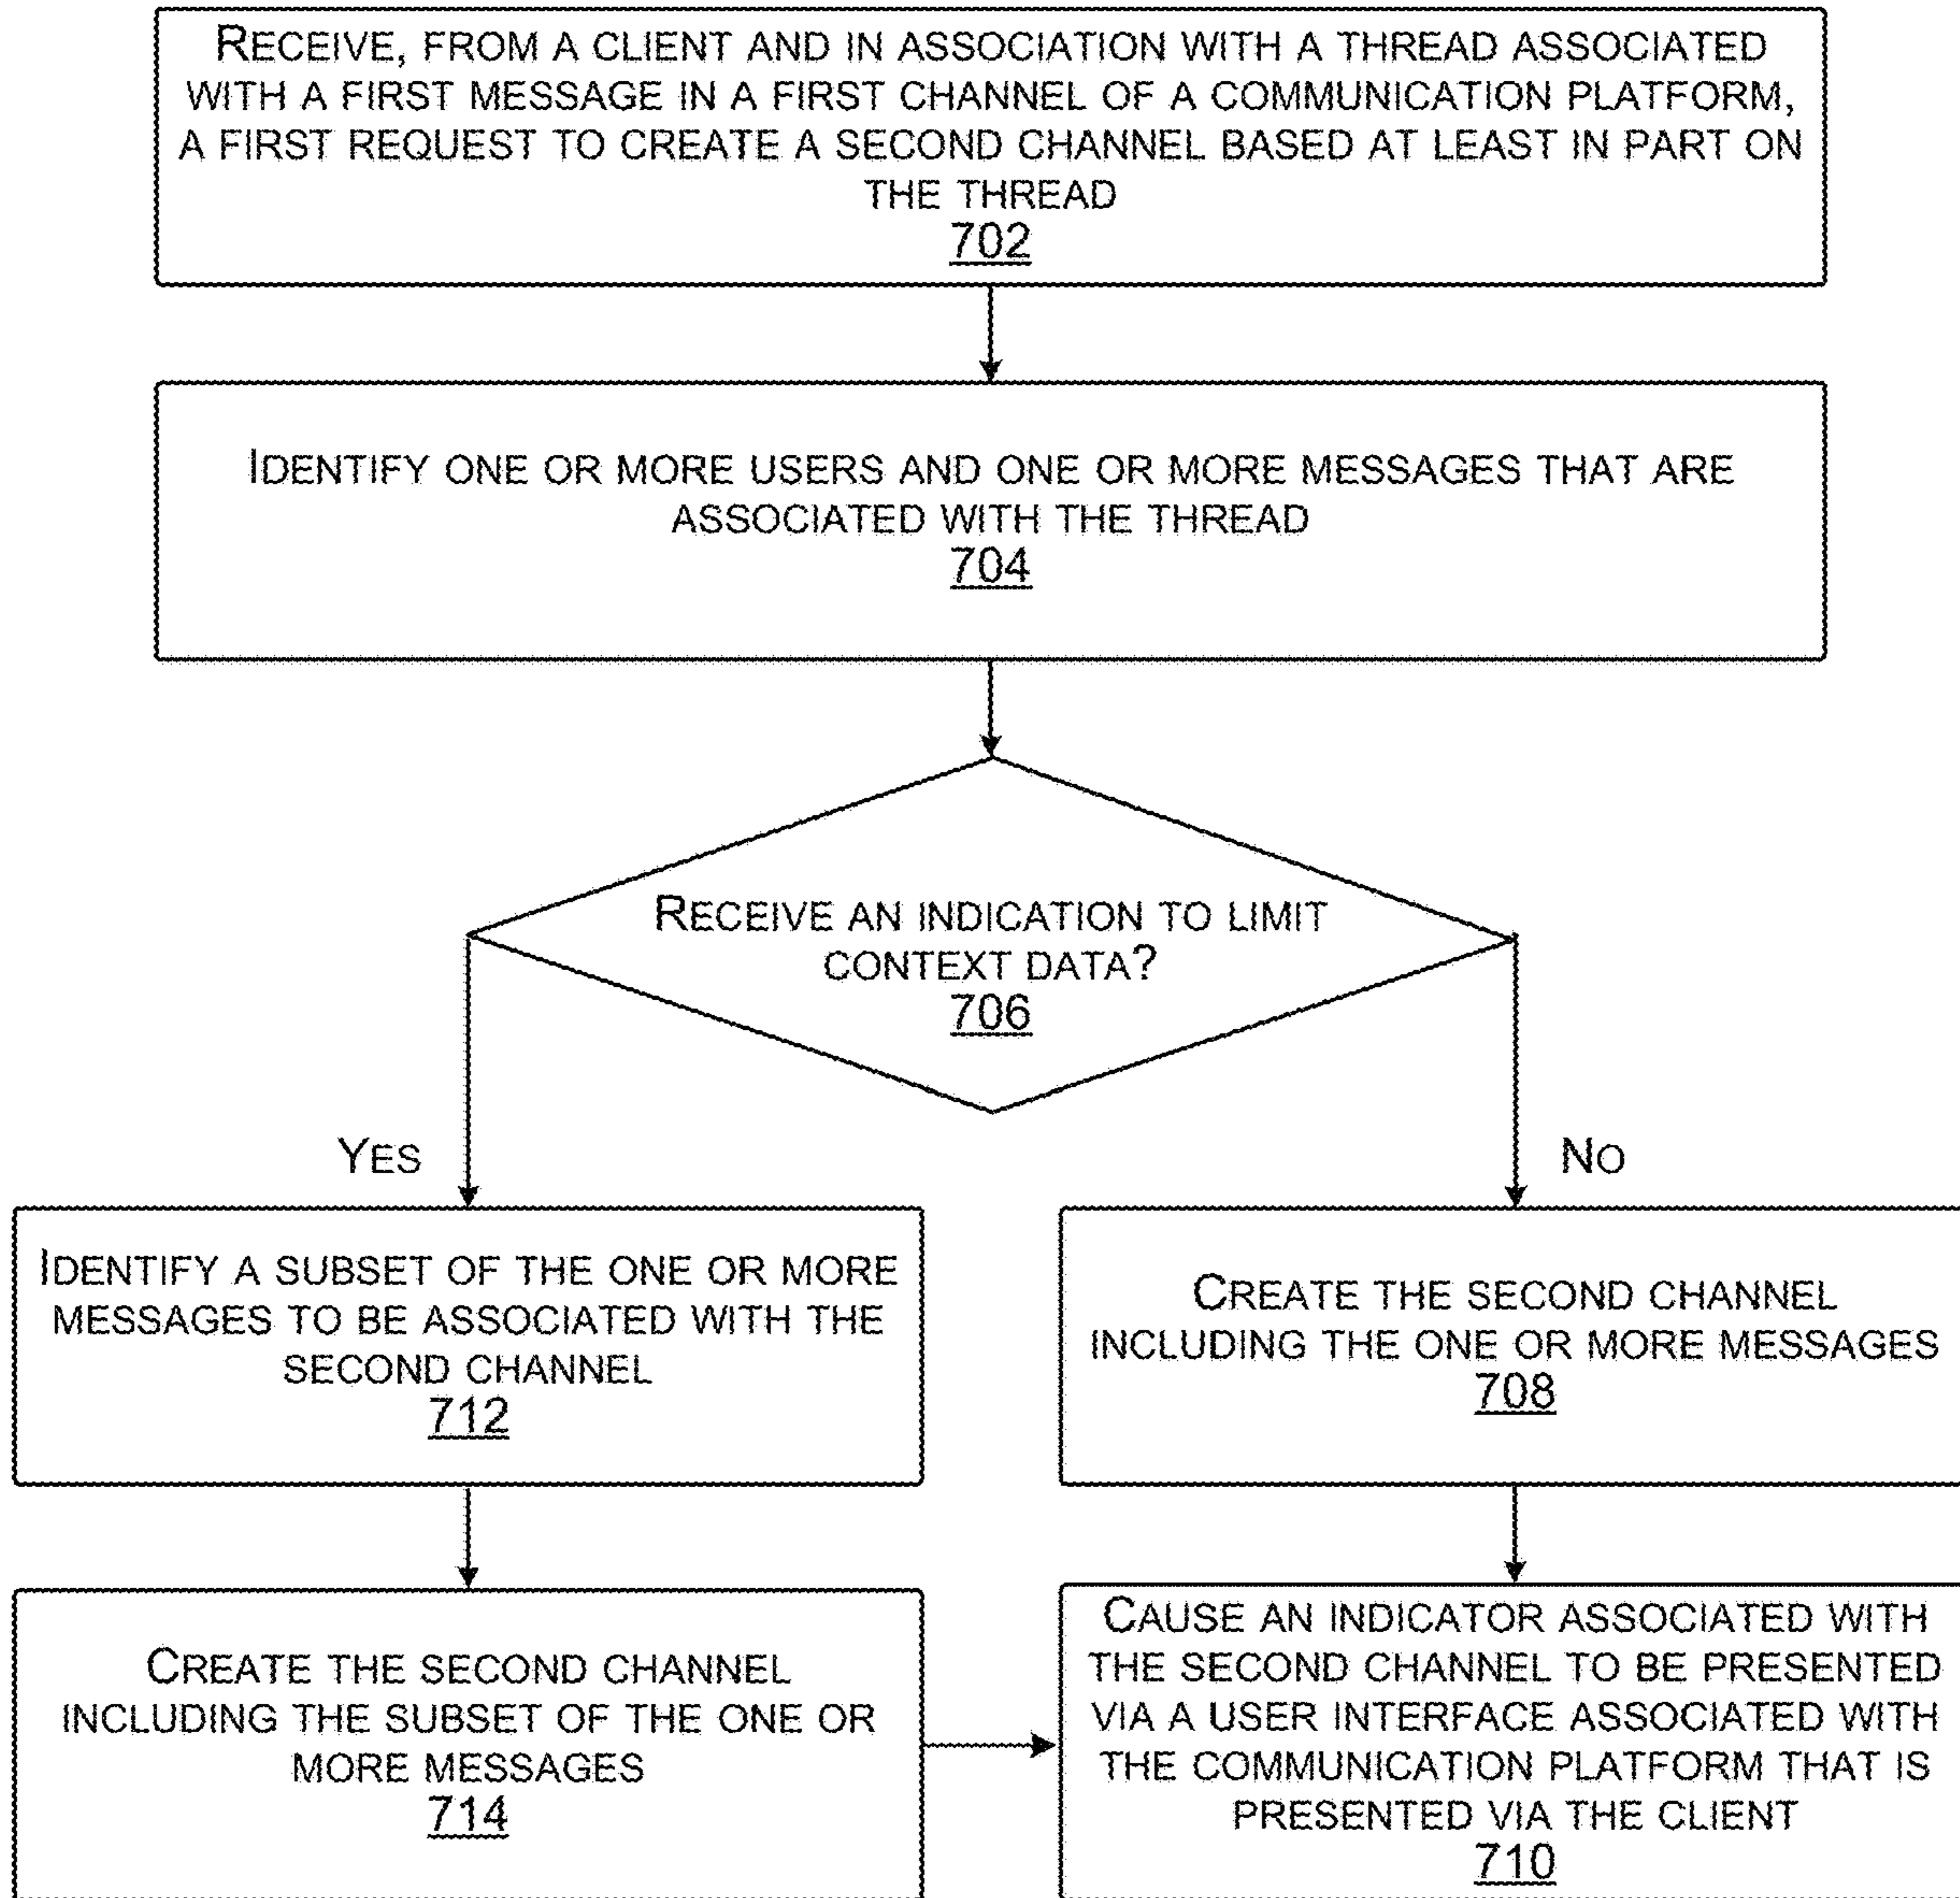 RECEIVE, FROM A CLIENT AND IN ASSOCIATION WITH A THREAD ASSOCIATED
WITH A FIRST MESSAGE IN A FIRST CHANNEL OF A COMMUNICATION PLATFORM,
A FIRST REQUEST TO CREATE A SECOND CHANNEL BASED AT LEAST IN PART ON
THE THREAD
702
IDENTIFY ONE OR MORE USERS AND ONE OR MORE MESSAGES THAT ARE
ASSOCIATED WITH THE THREAD
704
RECEIVE AN INDICATION TO LIMIT
CONTEXT DATA?
706
YES
NO
IDENTIFY A SUBSET OF THE ONE OR MORE
MESSAGES TO BE ASSOCIATED WITH THE
SECOND CHANNEL
712
CREATE THE SECOND CHANNEL
INCLUDING THE ONE OR MORE MESSAGES
708
CREATE THE SECOND CHANNEL
INCLUDING THE SUBSET OF THE ONE OR
MORE MESSAGES
714
CAUSE AN INDICATOR ASSOCIATED WITH
THE SECOND CHANNEL TO BE PRESENTED
VIA A USER INTERFACE ASSOCIATED WITH
THE COMMUNICATION PLATFORM THAT IS
PRESENTED VIA THE CLIENT
710